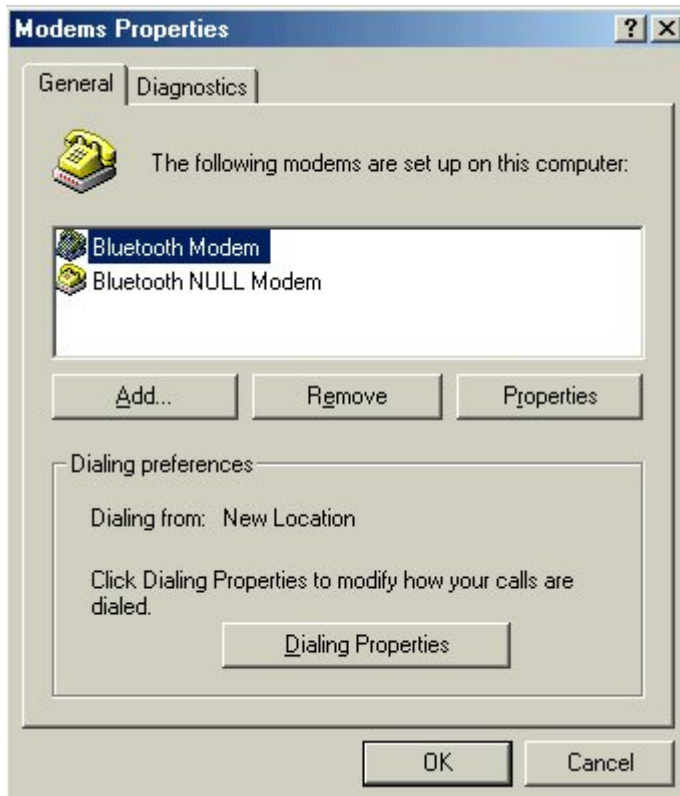 Modems Properties
General Diagnostics
The following modems are set up on this computer:
Bluetooth Modem
Bluetooth NULL Modem
Add... Remove Properties
Dialing preferences
Dialing from: New Location
Click Dialing Properties to modify how your calls are
dialed.
Dialing Properties
OK Cancel